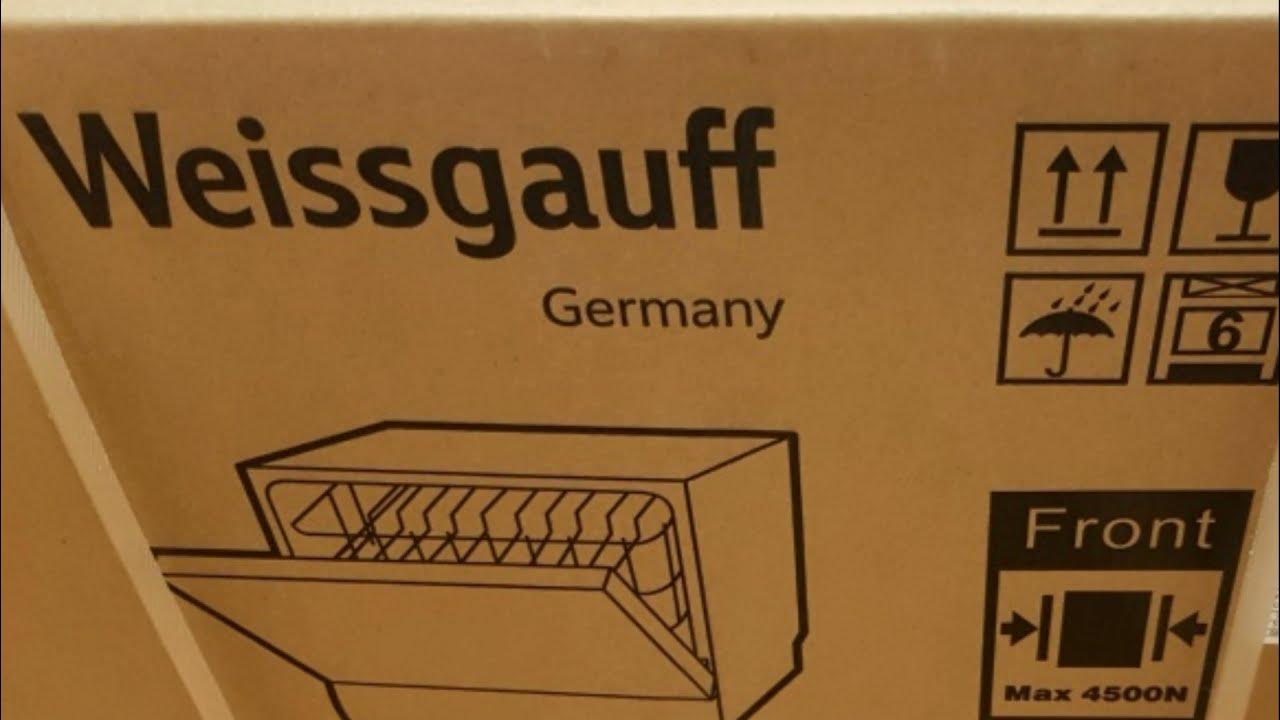 Weissgauff
Germany
6
Front
Max 4500N